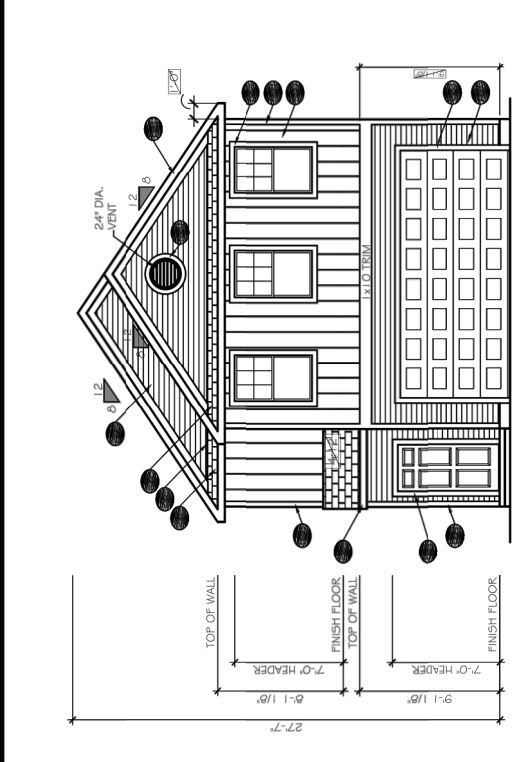 1'-0"
24" DIA.
VENT
12
8
12
8
12
8
1x10 TRIM
TOP OF WALL
FINISH FLOOR
TOP OF WALL
FINISH FLOOR
7'-0" HEADER
7'-0" HEADER
8'-1 1/8"
9'-1 1/8"
27'-7"